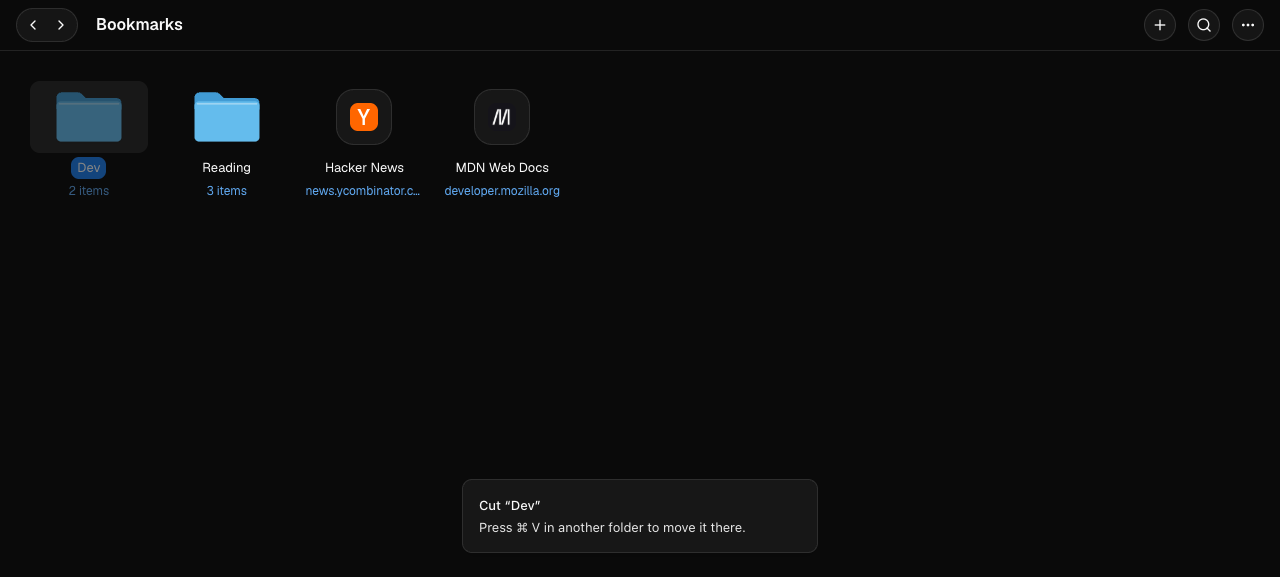 Bookmarks
Dev
2 items
Reading
3 items
Y
Hacker News
news.ycombinator.c…
M
MDN Web Docs
developer.mozilla.org
Cut “Dev”
Press ⌘ V in another folder to move it there.